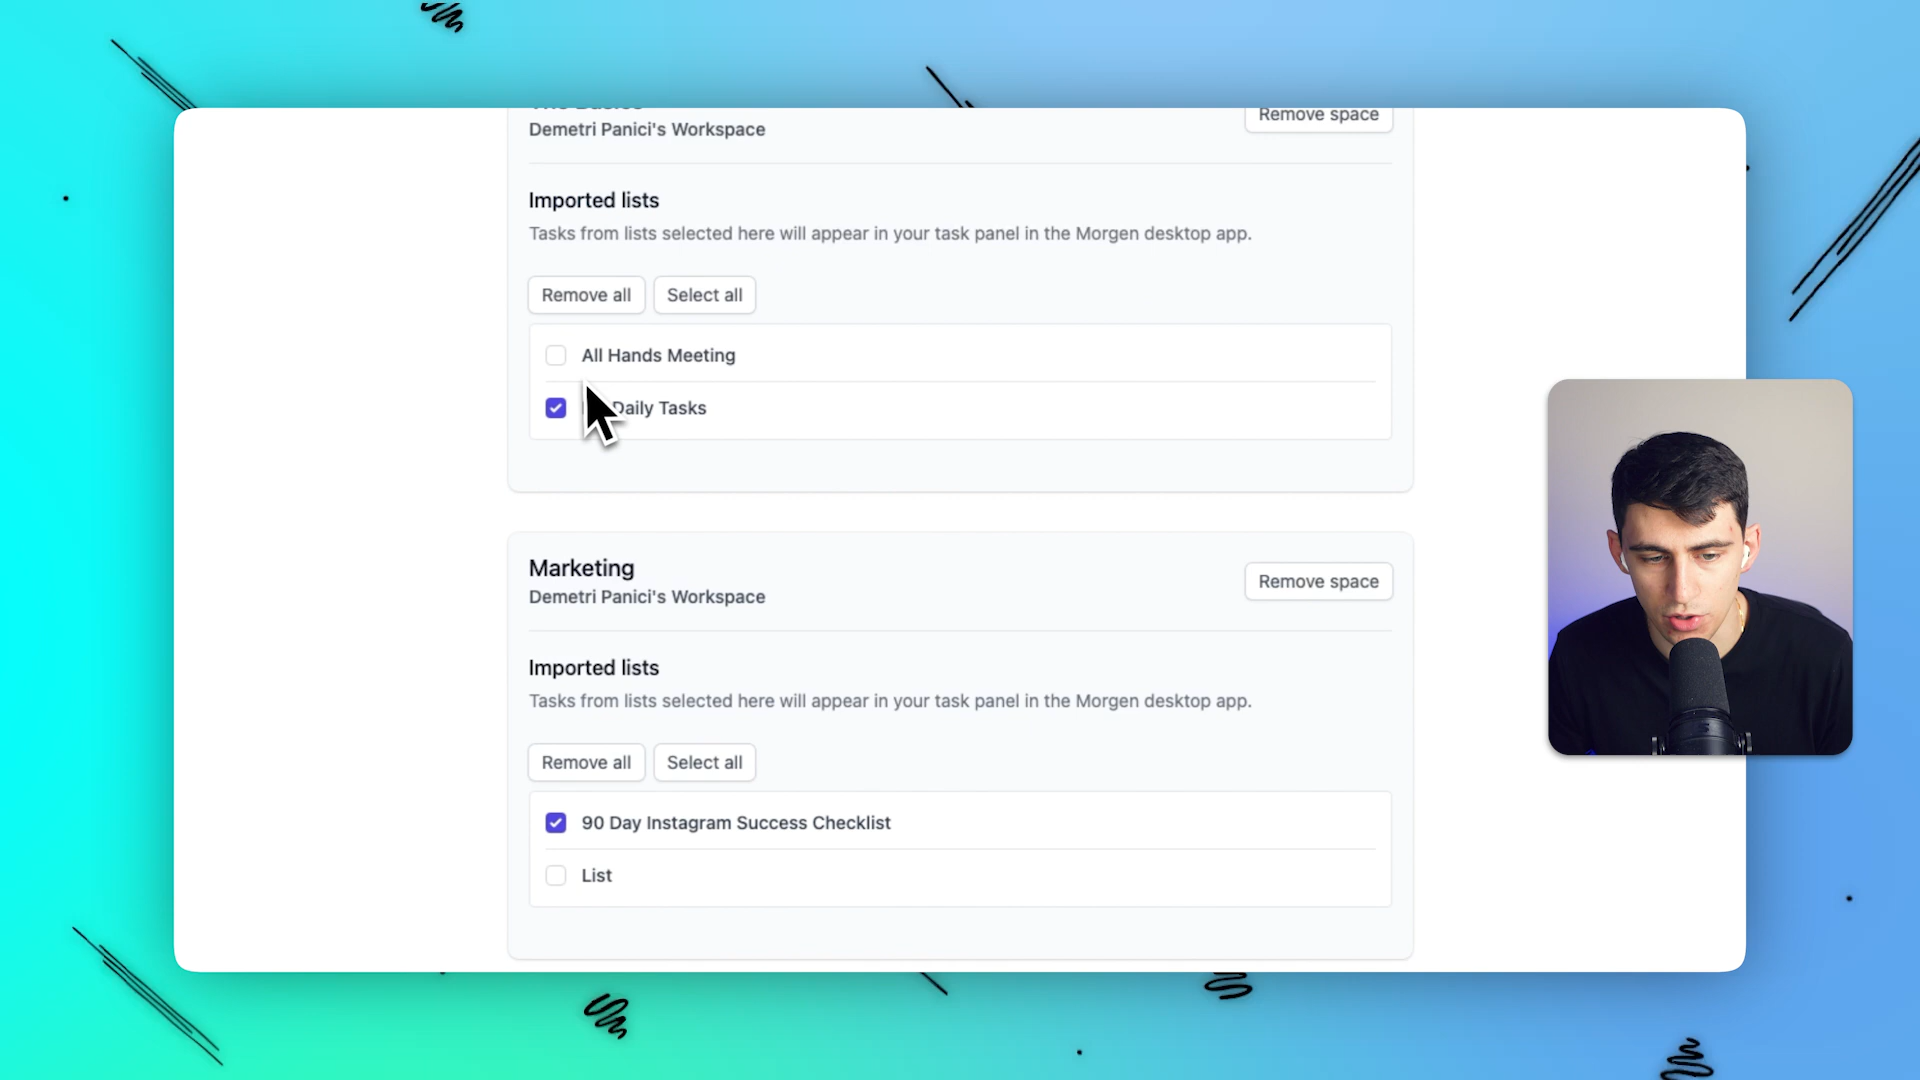 Demetri Panici's Workspace
Remove space
Imported lists
Tasks from lists selected here will appear in your task panel in the Morgen desktop app.
Remove all
Select all
All Hands Meeting
Daily Tasks
Marketing
Demetri Panici's Workspace
Remove space
Imported lists
Tasks from lists selected here will appear in your task panel in the Morgen desktop app.
Remove all
Select all
90 Day Instagram Success Checklist
List